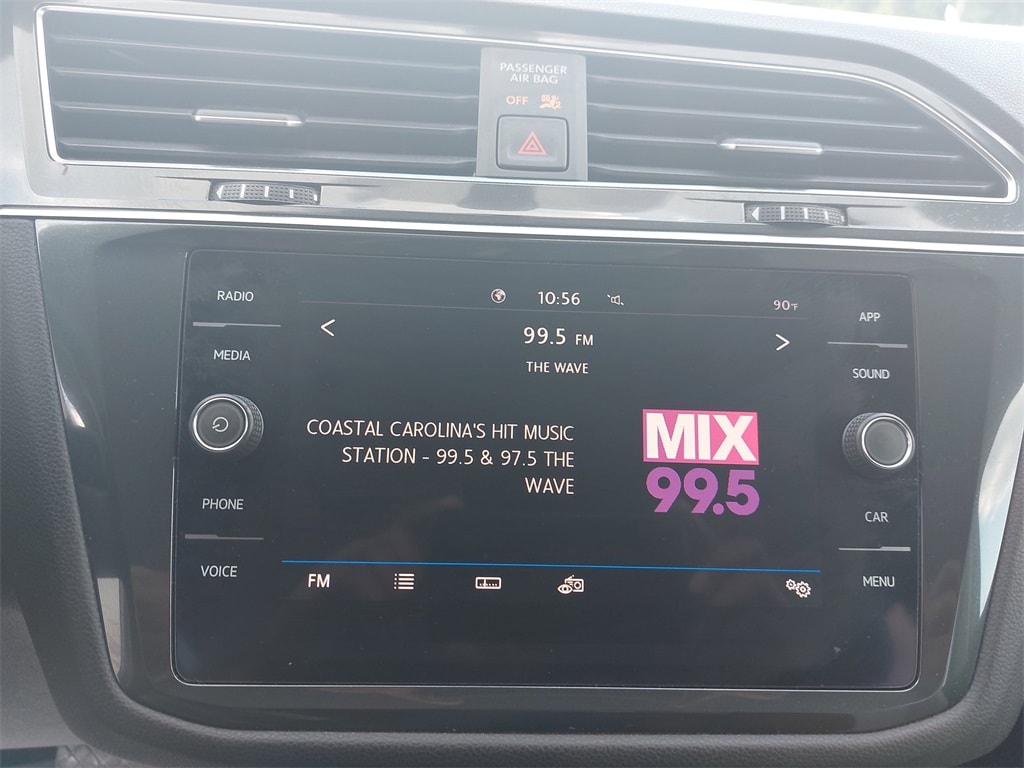 PASSENGER
AIR BAG
OFF
RADIO
MEDIA
PHONE
VOICE
10:56
90°F
99.5 FM
THE WAVE
COASTAL CAROLINA'S HIT MUSIC
STATION - 99.5 & 97.5 THE
WAVE
MIX
99.5
FM
APP
SOUND
CAR
MENU